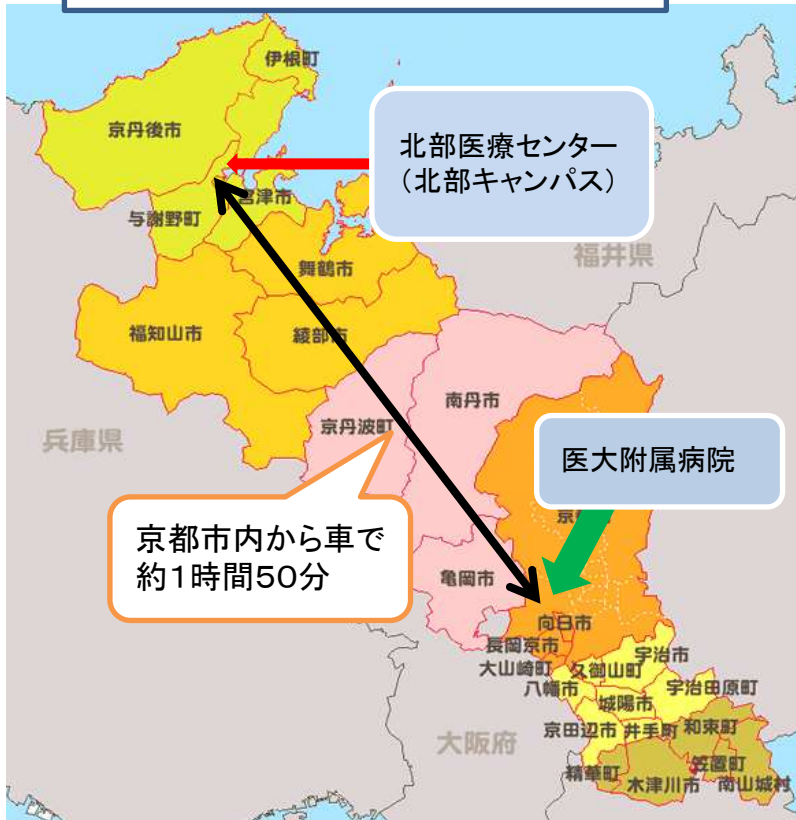 伊根町
京丹後市
北部医療センター
（北部キャンパス）
宮津市
与謝野町
福井県
舞鶴市
福知山市
綾部市
南丹市
京丹波町
兵庫県
医大附属病院
京都市内から車で
約1時間50分
亀岡市
向日市
長岡京市
宇治市
大山崎町
久御山町
八幡市
宇治田原町
城陽市
京田辺市
井手町
和束町
大阪府
笠置町
精華町
木津川市
南山城村